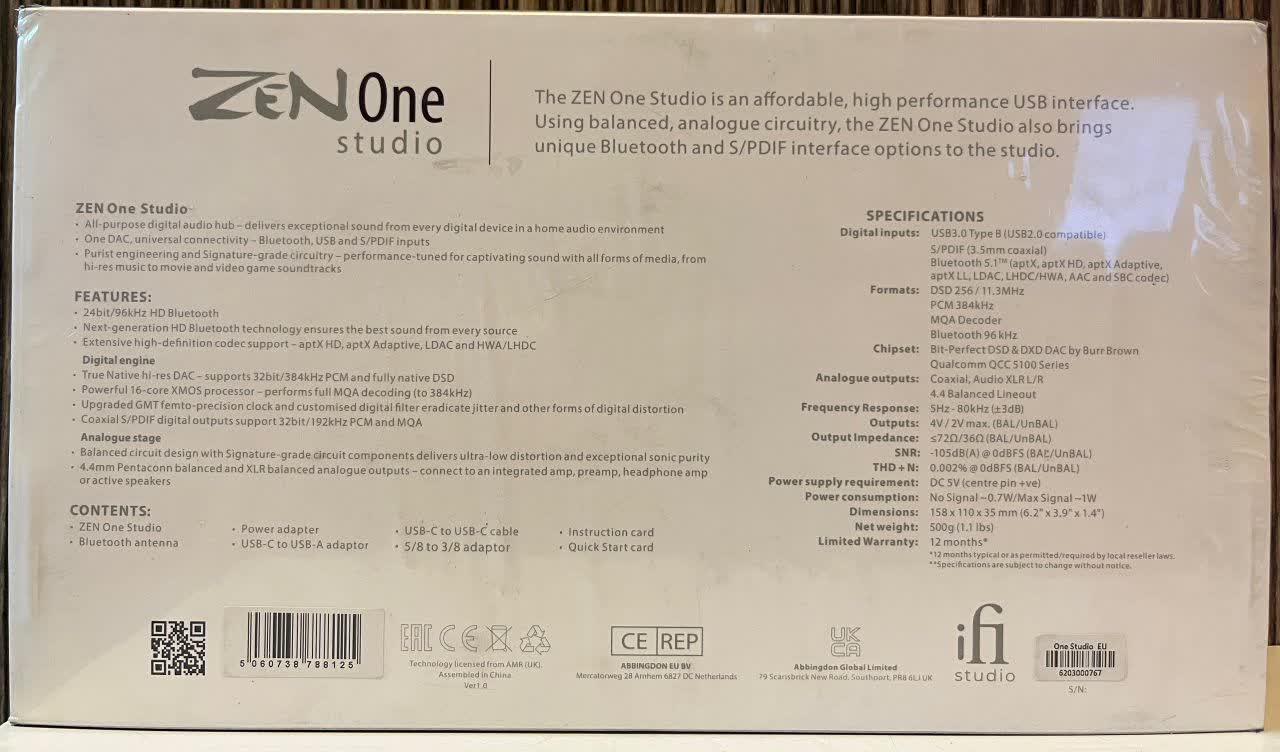 ZEN One
studio
The ZEN One Studio is an affordable, high performance USB interface.
Using balanced, analogue circuitry, the ZEN One Studio also brings
unique Bluetooth and S/PDIF interface options to the studio.
ZEN One Studio
• All-purpose digital audio hub – delivers exceptional sound from every digital device in a home audio environment
• One DAC, universal connectivity – Bluetooth, USB and S/PDIF inputs
• Purist engineering and Signature-grade circuitry – performance-tuned for captivating sound with all forms of media, from
hi-res music to movie and video game soundtracks
FEATURES:
• 24bit/96kHz HD Bluetooth
• Next-generation HD Bluetooth technology ensures the best sound from every source
• Extensive high-definition codec support – aptX HD, aptX Adaptive, LDAC and HWA/LHDC
Digital engine
• True Native hi-res DAC – supports 32bit/384kHz PCM and fully native DSD
• Powerful 16-core XMOS processor – performs full MQA decoding (to 384kHz)
• Upgraded GMT femto-precision clock and customised digital filter eradicate jitter and other forms of digital distortion
• Coaxial S/PDIF digital outputs support 32bit/192kHz PCM and MQA
Analogue stage
• Balanced circuit design with Signature-grade circuit components delivers ultra-low distortion and exceptional sonic purity
• 4.4mm Pentaconn balanced and XLR balanced analogue outputs – connect to an integrated amp, preamp, headphone amp
or active speakers
CONTENTS:
• ZEN One Studio • Power adapter • USB-C to USB-C cable • Instruction card
• Bluetooth antenna • USB-C to USB-A adaptor • 5/8 to 3/8 adaptor • Quick Start card
SPECIFICATIONS
Digital inputs: USB3.0 Type B (USB2.0 compatible)
S/PDIF (3.5mm coaxial)
Bluetooth 5.1™ (aptX, aptX HD, aptX Adaptive,
aptX LL, LDAC, LHDC/HWA, AAC and SBC codec)
Formats: DSD 256 / 11.3MHz
PCM 384kHz
MQA Decoder
Bluetooth 96 kHz
Chipset: Bit-Perfect DSD & DXD DAC by Burr Brown
Qualcomm QCC 5100 Series
Analogue outputs: Coaxial, Audio XLR L/R
4.4 Balanced Lineout
Frequency Response: 5Hz - 80kHz (±3dB)
Outputs: 4V / 2V max. (BAL/UnBAL)
Output Impedance: ≤72Ω/36Ω (BAL/UnBAL)
SNR: -105dB(A) @ 0dBFS (BAL/UnBAL)
THD + N: 0.002% @ 0dBFS (BAL/UnBAL)
Power supply requirement: DC 5V (centre pin +ve)
Power consumption: No Signal ~0.7W/Max Signal ~1W
Dimensions: 158 x 110 x 35 mm (6.2" x 3.9" x 1.4")
Net weight: 500g (1.1 lbs)
Limited Warranty: 12 months*
*12 months typical or as permitted/required by local reseller laws.
**Specifications are subject to change without notice.
5 060738 788125
EAC CE
Technology licensed from AMR (UK).
Assembled in China
Ver1.0
CE REP
ABBINGDON EU BV
Mercatorweg 28 Arnhem 6827 DC Netherlands
UK
CA
Abbingdon Global Limited
79 Scarisbrick New Road, Southport, PR8 6LJ UK
ifi
studio
One Studio EU
6203000767
S/N: